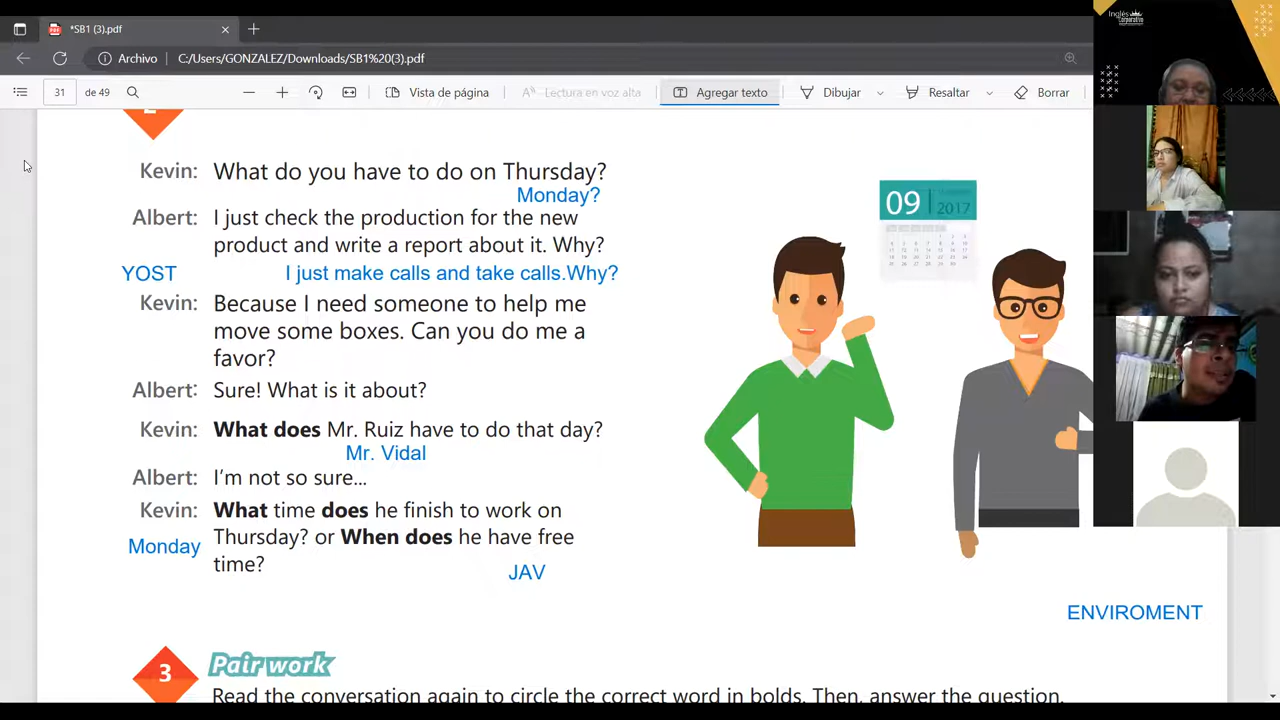 *SB1 (3).pdf
Archivo
C:/Users/GONZALEZ/Downloads/SB1%20(3).pdf
31 de 49
Vista de página
Lectura en voz alta
Agregar texto
Dibujar
Resaltar
Borrar
Inglés
Corporativo
Kevin: What do you have to do on Thursday?
Monday?
Albert: I just check the production for the new
product and write a report about it. Why?
YOST I just make calls and take calls.Why?
Kevin: Because I need someone to help me
move some boxes. Can you do me a
favor?
Albert: Sure! What is it about?
Kevin: What does Mr. Ruiz have to do that day?
Mr. Vidal
Albert: I'm not so sure...
Kevin: What time does he finish to work on
Monday Thursday? or When does he have free
time?
JAV
09 2017
ENVIROMENT
3 Pair work
Read the conversation again to circle the correct word in bolds. Then, answer the question.